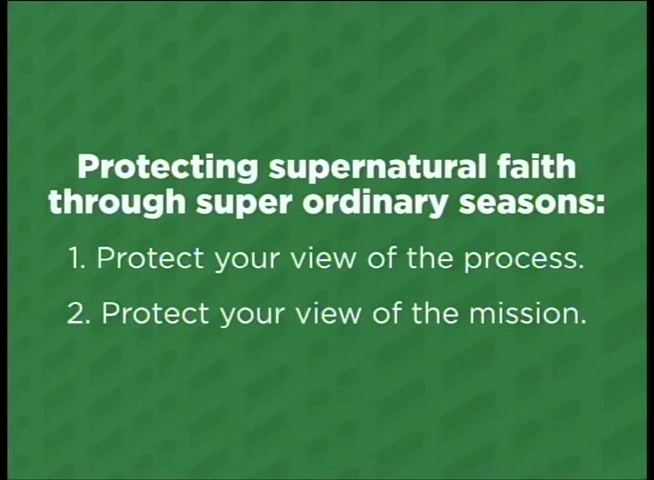 Protecting supernatural faith
through super ordinary seasons:
1. Protect your view of the process.
2. Protect your view of the mission.